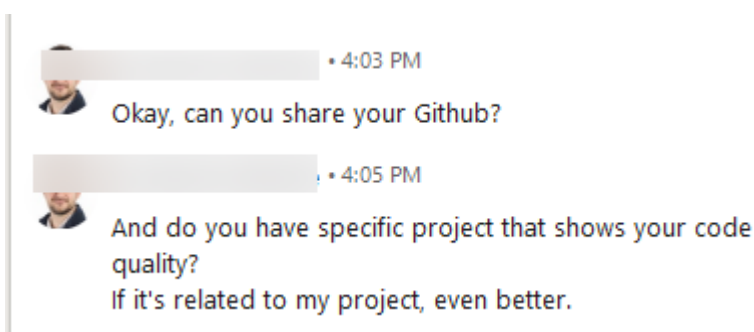 • 4:03 PM
Okay, can you share your Github?
• 4:05 PM
And do you have specific project that shows your code
quality?
If it's related to my project, even better.